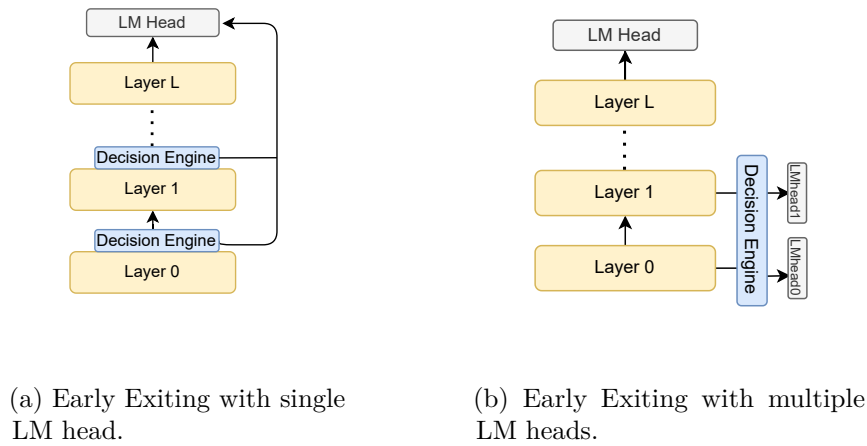 LM Head
Layer L
Decision Engine
Layer 1
Decision Engine
Layer 0
(a) Early Exiting with single
LM head.
LM Head
Layer L
Layer 1
Layer 0
Decision Engine
LMhead1
LMhead0
(b) Early Exiting with multiple
LM heads.